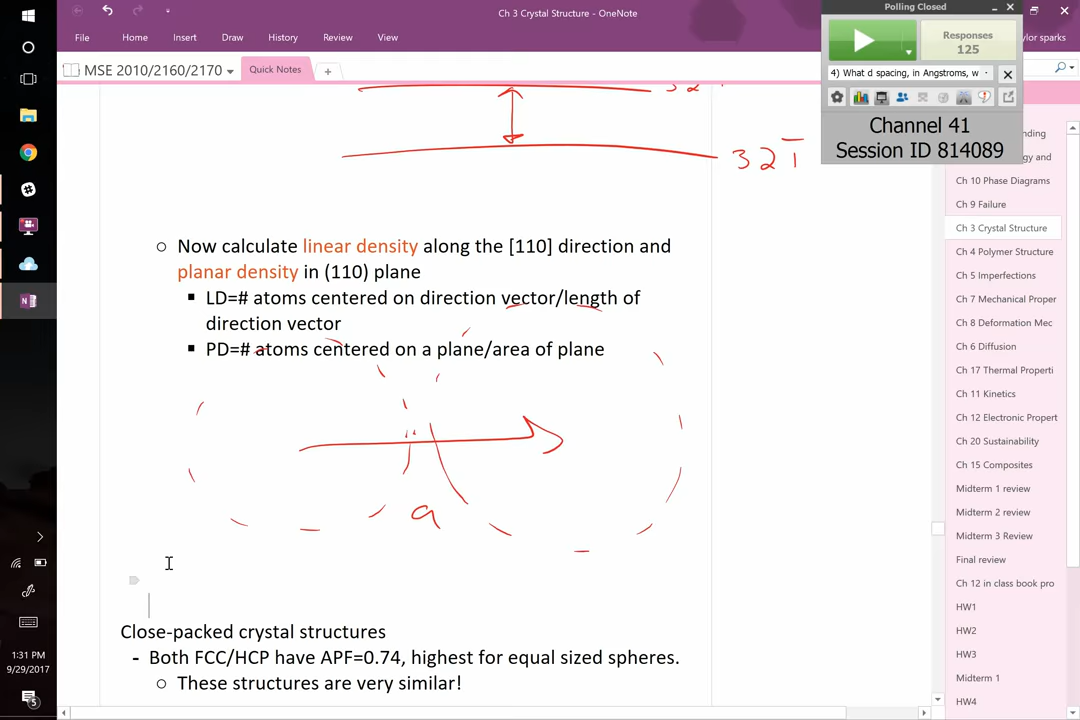 Ch 3 Crystal Structure - OneNote
Polling Closed
File Home Insert Draw History Review View
Responses
125
MSE 2010/2160/2170
Quick Notes
4) What d spacing, in Angstroms, w
Channel 41
Session ID 814089
32 1̅
Now calculate linear density along the [110] direction and
planar density in (110) plane
LD=# atoms centered on direction vector/length of
direction vector
PD=# atoms centered on a plane/area of plane
a
Close-packed crystal structures
- Both FCC/HCP have APF=0.74, highest for equal sized spheres.
These structures are very similar!
Ch 10 Phase Diagrams
Ch 9 Failure
Ch 3 Crystal Structure
Ch 4 Polymer Structure
Ch 5 Imperfections
Ch 7 Mechanical Proper
Ch 8 Deformation Mec
Ch 6 Diffusion
Ch 17 Thermal Properti
Ch 11 Kinetics
Ch 12 Electronic Propert
Ch 20 Sustainability
Ch 15 Composites
Midterm 1 review
Midterm 2 review
Midterm 3 Review
Final review
Ch 12 in class book pro
HW1
HW2
HW3
Midterm 1
HW4
1:31 PM
9/29/2017
5